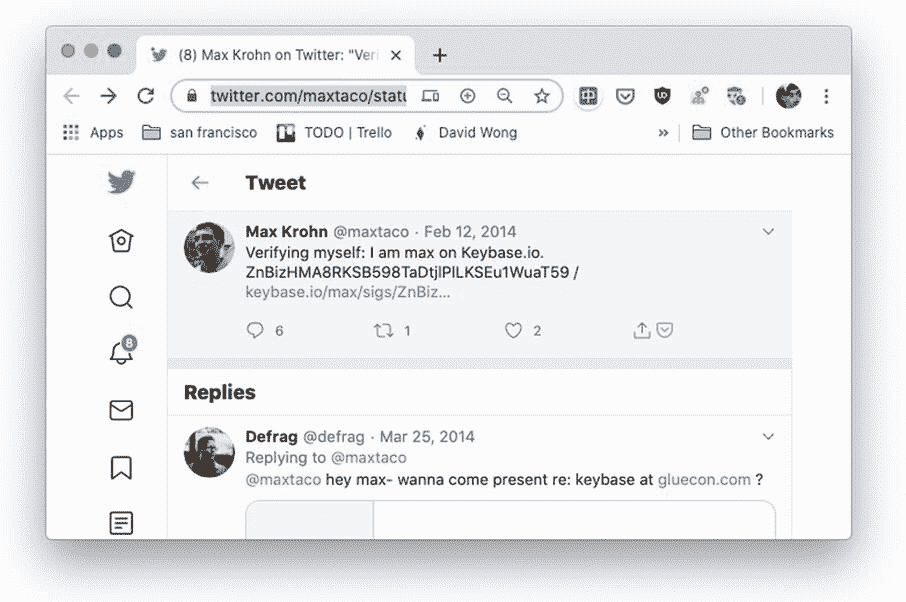 (8) Max Krohn on Twitter: "Veri
twitter.com/maxtaco/statu
Apps san francisco TODO | Trello David Wong » Other Bookmarks
Tweet
Max Krohn @maxtaco · Feb 12, 2014
Verifying myself: I am max on Keybase.io.
ZnBizHMA8RKSB598TaDtjlPlLKSEu1WuaT59 /
keybase.io/max/sigs/ZnBiz...
6 1 2
8
Replies
Defrag @defrag · Mar 25, 2014
Replying to @maxtaco
@maxtaco hey max- wanna come present re: keybase at gluecon.com ?